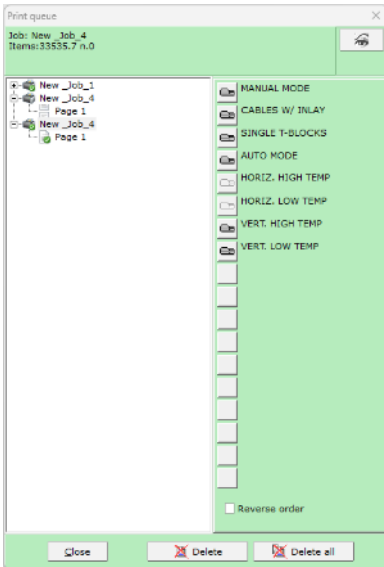 Print queue
Job: New _Job_4
Items:33535.7 n.0
New _Job_1
New _Job_4
Page 1
New _Job_4
Page 1
MANUAL MODE
CABLES W/ INLAY
SINGLE T-BLOCKS
AUTO MODE
HORIZ. HIGH TEMP
HORIZ. LOW TEMP
VERT. HIGH TEMP
VERT. LOW TEMP
Reverse order
Close
Delete
Delete all